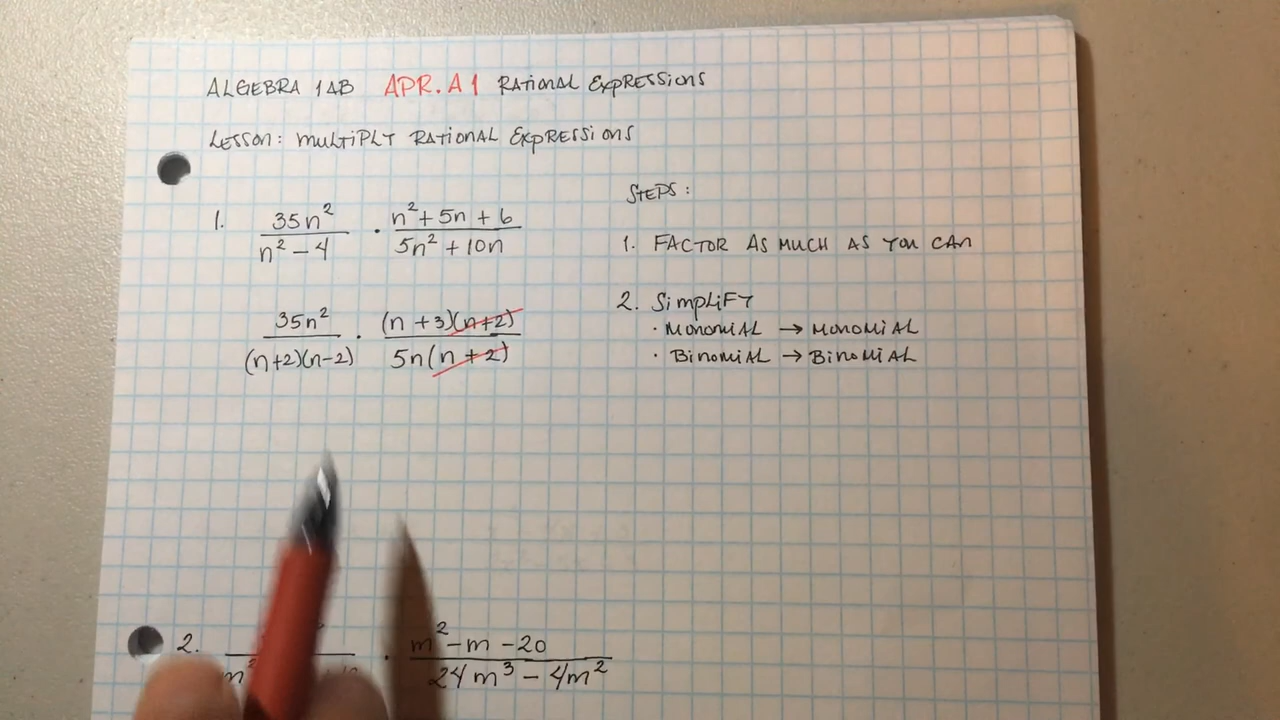 ALGEBRA 1AB APR.A1 RATIONAL EXPRESSIONS
LESSON: MULTIPLY RATIONAL EXPRESSIONS
STEPS:
1. 35n² / n² − 4 · n² + 5n + 6 / 5n² + 10n
1. FACTOR AS MUCH AS YOU CAN
2. SIMPLIFY
· MONOMIAL → MONOMIAL
· BINOMIAL → BINOMIAL
35n² / (n+2)(n−2) · (n+3)(n+2) / 5n(n+2)
2. · m² − m − 20 / 24m³ − 4m²